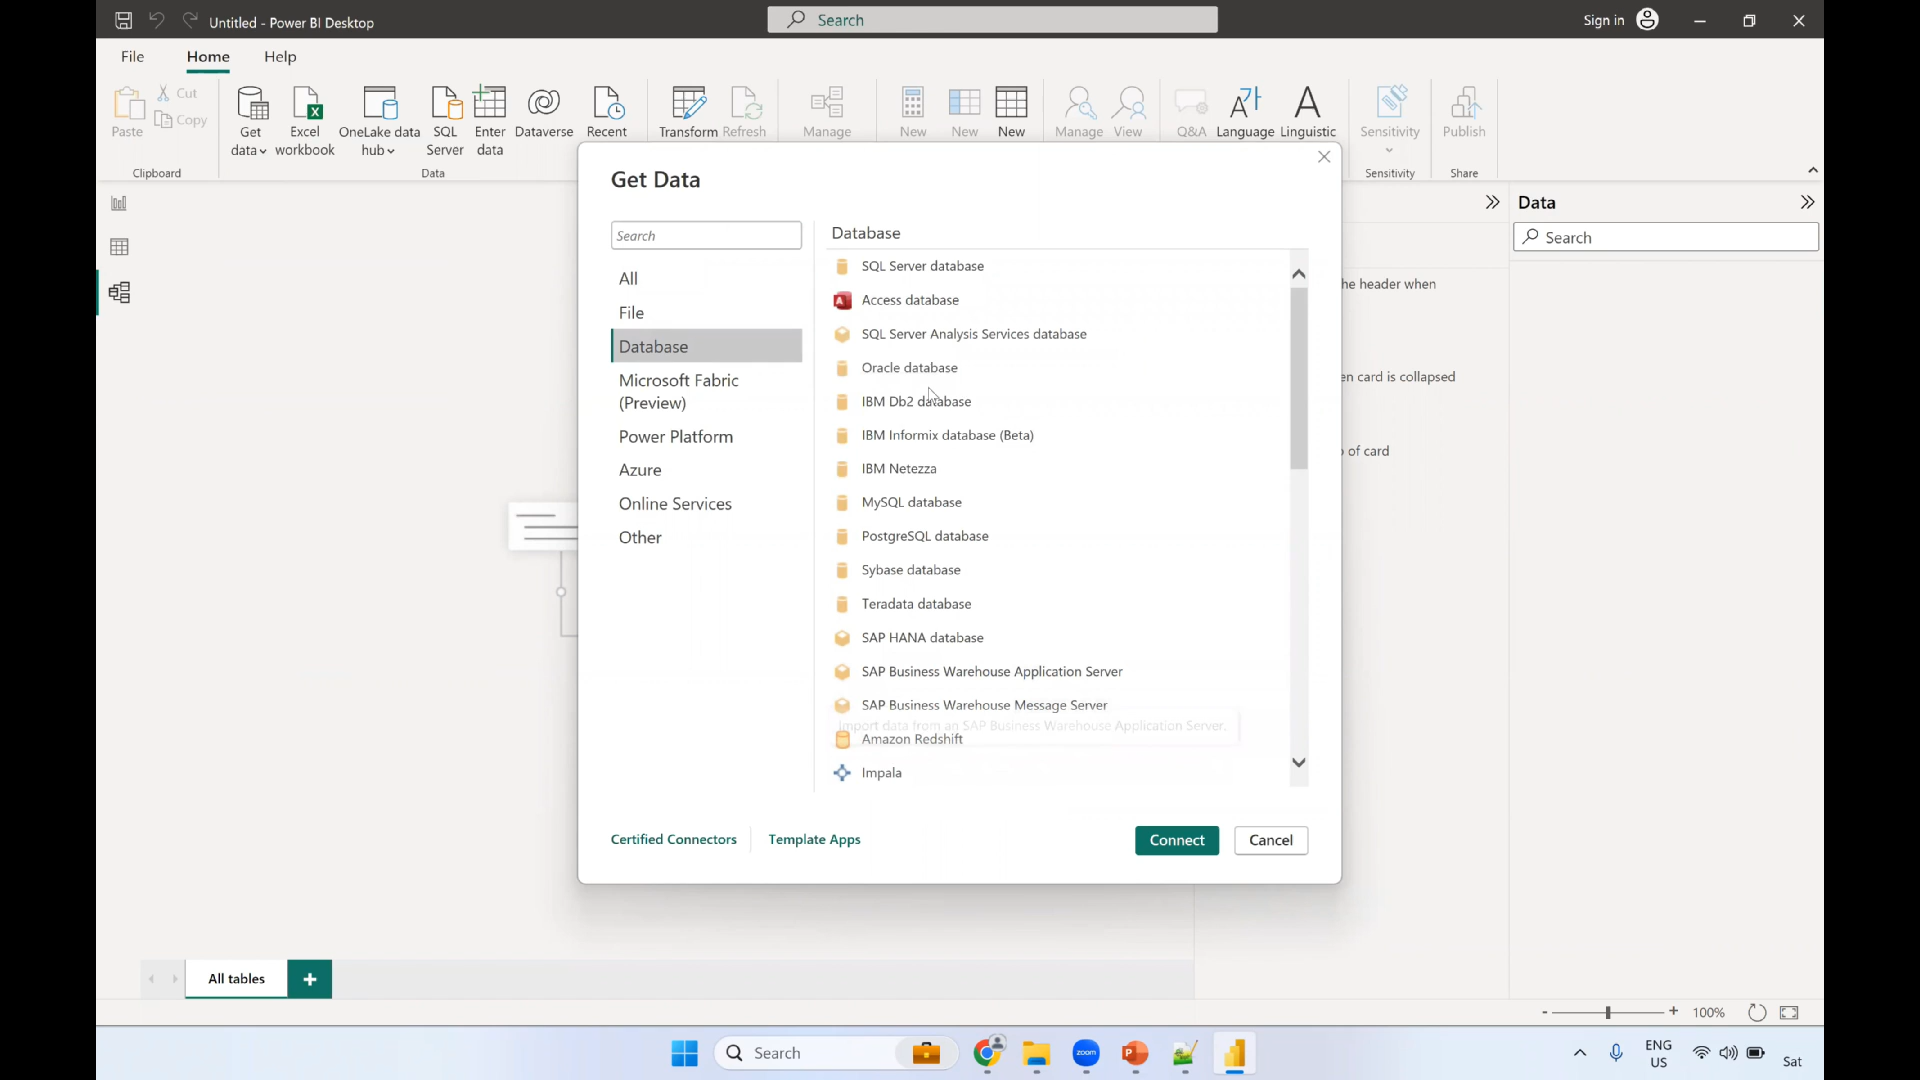 Untitled - Power BI Desktop
Search
Sign in
File
Home
Help
Paste
Cut
Copy
Clipboard
Get data
Excel workbook
OneLake data hub
SQL Server
Enter data
Dataverse
Recent
Data
Transform
Refresh
Manage
New
New
New
Manage
View
Q&A
Language
Linguistic
Sensitivity
Sensitivity
Publish
Share
Get Data
Search
All
File
Database
Microsoft Fabric
(Preview)
Power Platform
Azure
Online Services
Other
Database
SQL Server database
Access database
SQL Server Analysis Services database
Oracle database
IBM Db2 database
IBM Informix database (Beta)
IBM Netezza
MySQL database
PostgreSQL database
Sybase database
Teradata database
SAP HANA database
SAP Business Warehouse Application Server
SAP Business Warehouse Message Server
Import data from an SAP Business Warehouse Application Server.
Amazon Redshift
Impala
Certified Connectors
Template Apps
Connect
Cancel
he header when
en card is collapsed
of card
Data
Search
All tables
+
- + 100%
Search
zoom
ENG
US
Sat